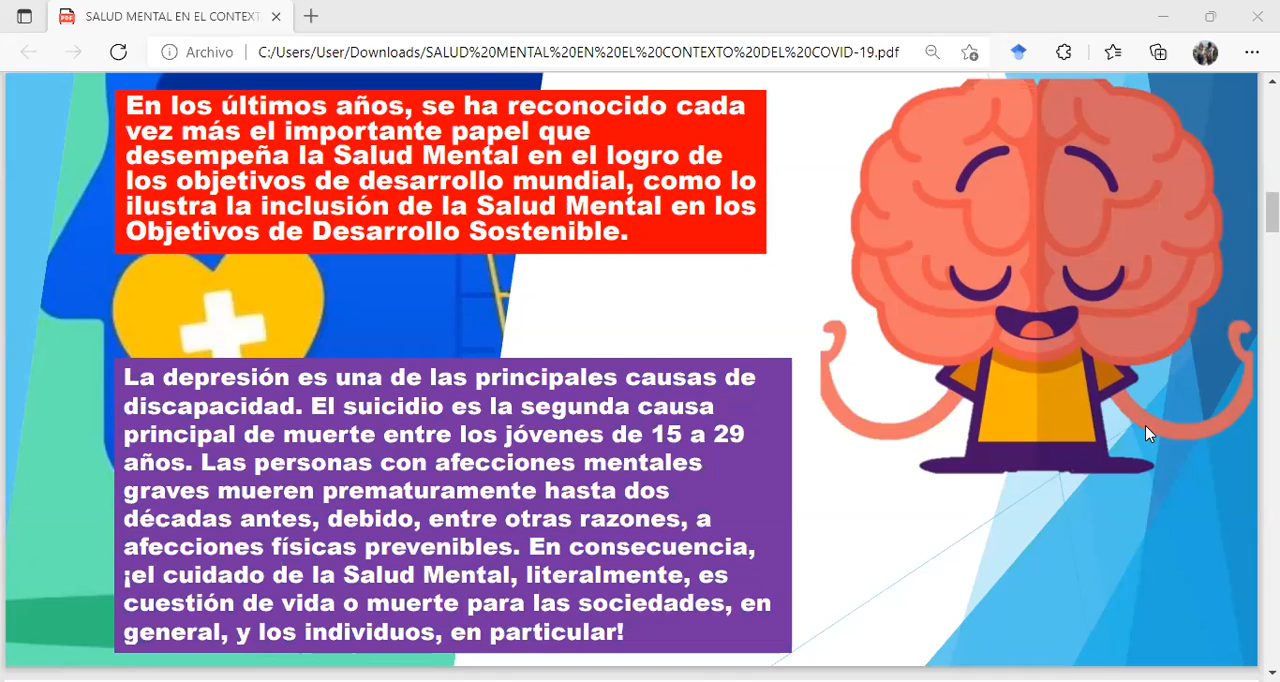 SALUD MENTAL EN EL CONTEXT
Archivo
C:/Users/User/Downloads/SALUD%20MENTAL%20EN%20EL%20CONTEXTO%20DEL%20COVID-19.pdf
En los últimos años, se ha reconocido cada
vez más el importante papel que
desempeña la Salud Mental en el logro de
los objetivos de desarrollo mundial, como lo
ilustra la inclusión de la Salud Mental en los
Objetivos de Desarrollo Sostenible.
La depresión es una de las principales causas de
discapacidad. El suicidio es la segunda causa
principal de muerte entre los jóvenes de 15 a 29
años. Las personas con afecciones mentales
graves mueren prematuramente hasta dos
décadas antes, debido, entre otras razones, a
afecciones físicas prevenibles. En consecuencia,
¡el cuidado de la Salud Mental, literalmente, es
cuestión de vida o muerte para las sociedades, en
general, y los individuos, en particular!